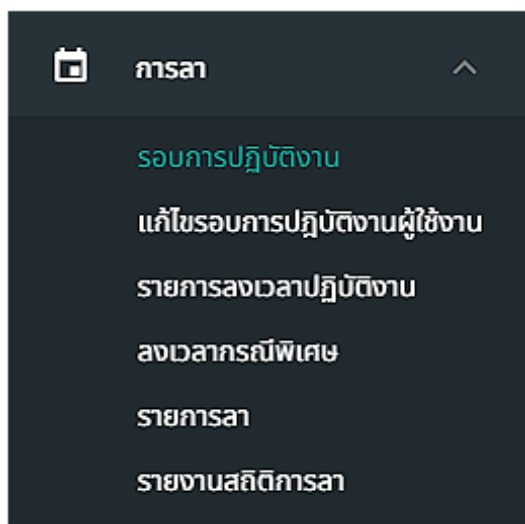 การลา
รอบการปฏิบัติงาน
แก้ไขรอบการปฏิบัติงานผู้ใช้งาน
รายการลงเวลาปฏิบัติงาน
ลงเวลากรณีพิเศษ
รายการลา
รายงานสถิติการลา